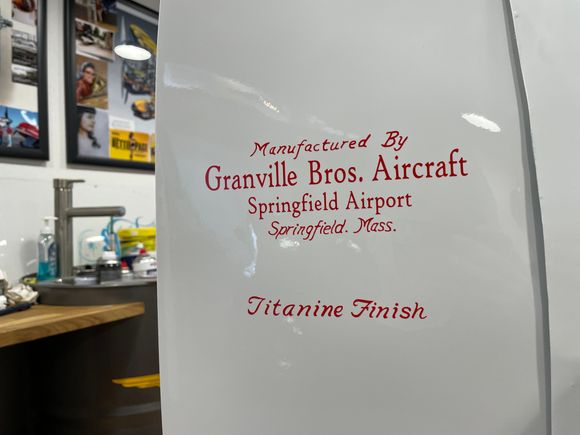 Manufactured By
Granville Bros. Aircraft
Springfield Airport
Springfield. Mass.
Titanine Finish